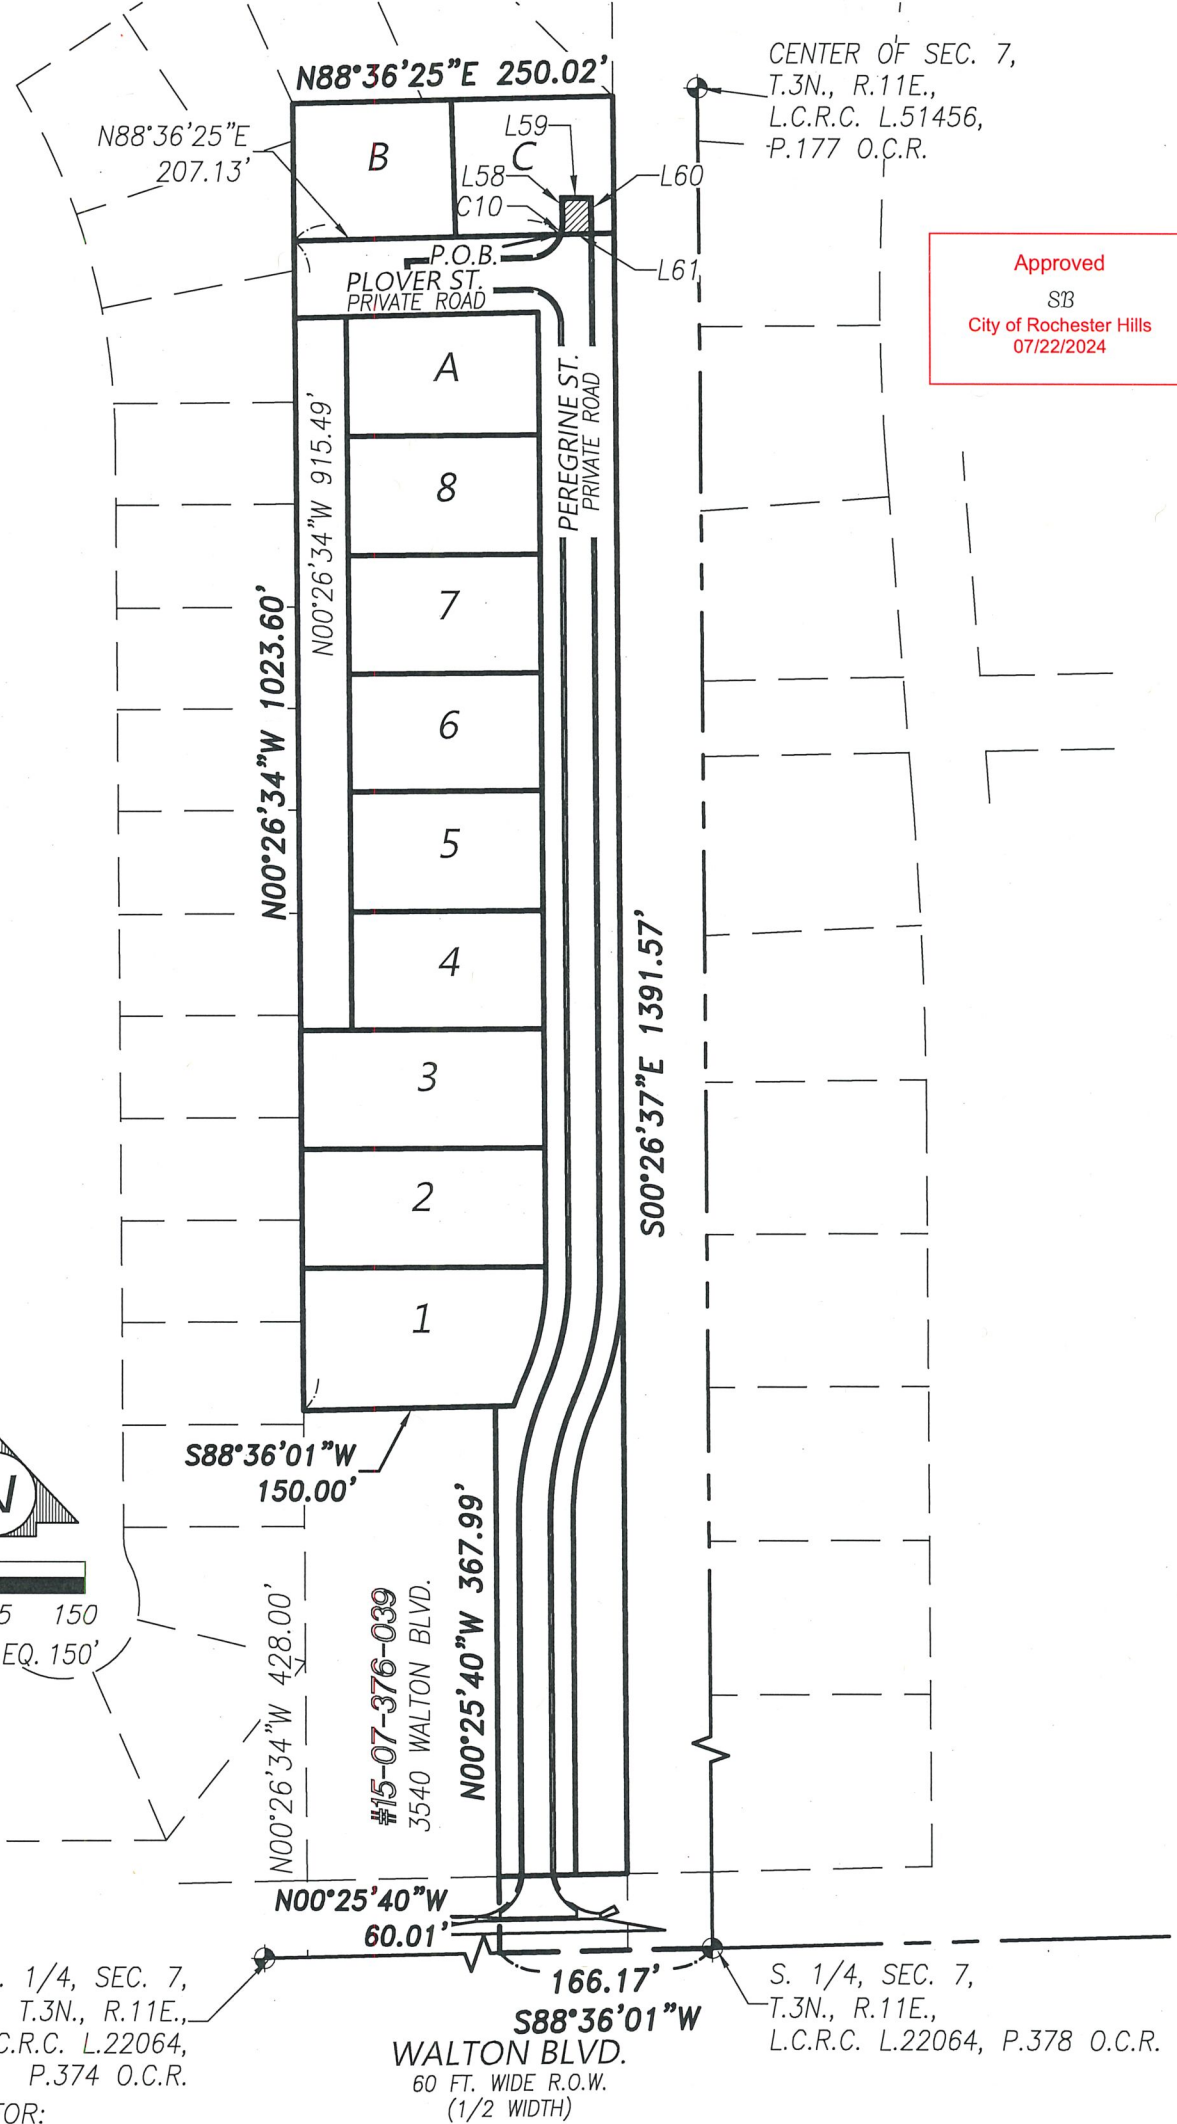 N88°36'25"E 250.02'
CENTER OF SEC. 7,
T.3N., R.11E.,
L.C.R.C. L.51456,
P.177 O.C.R.
N88°36'25"E
207.13'
B
C
L59
L58
L60
C10
L61
P.O.B.
PLOVER ST.
PRIVATE ROAD
Approved
SB
City of Rochester Hills
07/22/2024
A
8
7
6
5
4
3
2
1
PEREGRINE ST.
PRIVATE ROAD
N00°26'34"W 915.49'
N00°26'34"W 1023.60'
S00°26'37"E 1391.57'
S88°36'01"W
150.00'
N
5 150
EQ. 150'
N00°26'34"W 428.00'
#15-07-376-039
3540 WALTON BLVD.
N00°25'40"W 367.99'
N00°25'40"W
60.01'
166.17'
S88°36'01"W
WALTON BLVD.
60 FT. WIDE R.O.W.
(1/2 WIDTH)
. 1/4, SEC. 7,
T.3N., R.11E.,
C.R.C. L.22064,
P.374 O.C.R.
TOR:
S. 1/4, SEC. 7,
T.3N., R.11E.,
L.C.R.C. L.22064, P.378 O.C.R.